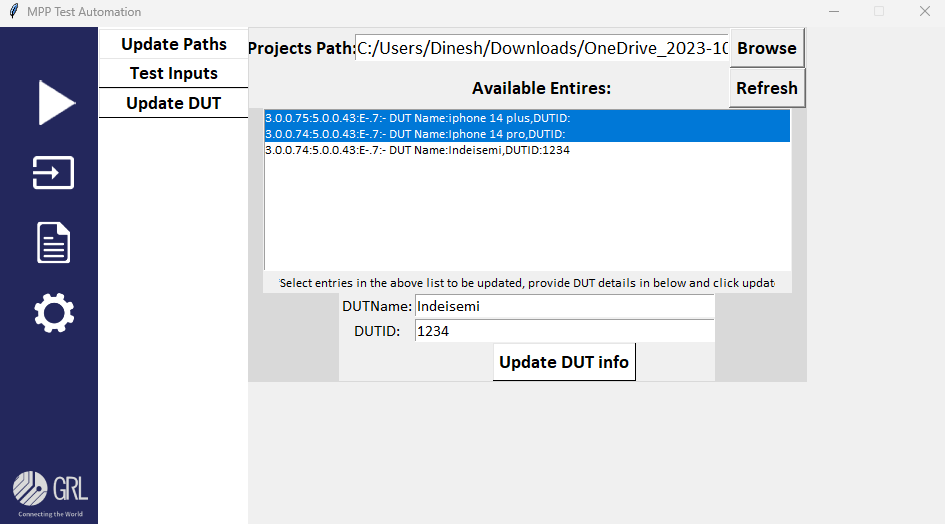 MPP Test Automation
Update Paths
Test Inputs
Update DUT
Projects Path:
C:/Users/Dinesh/Downloads/OneDrive_2023-10
Browse
Available Entires:
Refresh
3.0.0.75:5.0.0.43:E-.7:- DUT Name:iphone 14 plus,DUTID:
3.0.0.74:5.0.0.43:E-.7:- DUT Name:Iphone 14 pro,DUTID:
3.0.0.74:5.0.0.43:E-.7:- DUT Name:Indeisemi,DUTID:1234
'Select entries in the above list to be updated, provide DUT details in below and click update
DUTName:
Indeisemi
DUTID:
1234
Update DUT info
GRL
Connecting the World